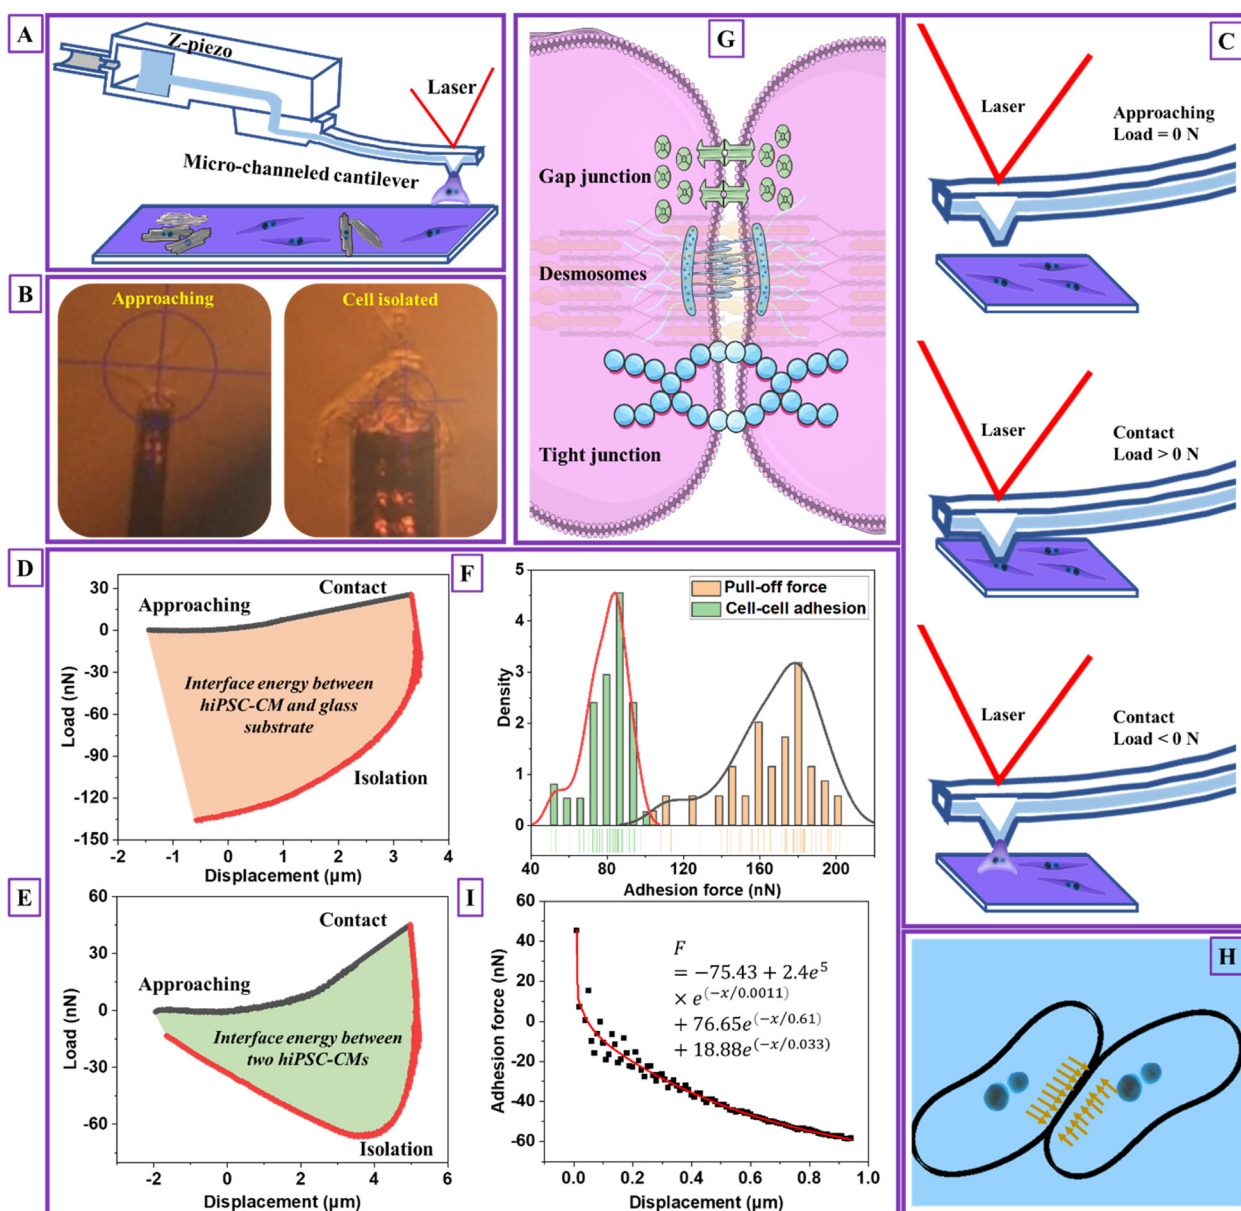 A
Z-piezo
Laser
Micro-channeled cantilever
B
Approaching
Cell isolated
G
Gap junction
Desmosomes
Tight junction
C
Laser
Approaching
Load = 0 N
Laser
Contact
Load > 0 N
Laser
Contact
Load < 0 N
D
Load (nN)
30
0
-30
-60
-90
-120
-150
Approaching
Contact
Interface energy between
hiPSC-CM and glass
substrate
Isolation
-2 -1 0 1 2 3 4
Displacement (µm)
F
Density
5
4
3
2
1
0
Pull-off force
Cell-cell adhesion
40 80 120 160 200
Adhesion force (nN)
E
Load (nN)
60
30
0
-30
-60
Approaching
Contact
Interface energy between
two hiPSC-CMs
Isolation
-2 0 2 4 6
Displacement (µm)
I
Adhesion force (nN)
60
40
20
0
-20
-40
-60
F
= −75.43 + 2.4e⁵
× e^(−x/0.0011)
+ 76.65e^(−x/0.61)
+ 18.88e^(−x/0.033)
0.0 0.2 0.4 0.6 0.8 1.0
Displacement (µm)
H